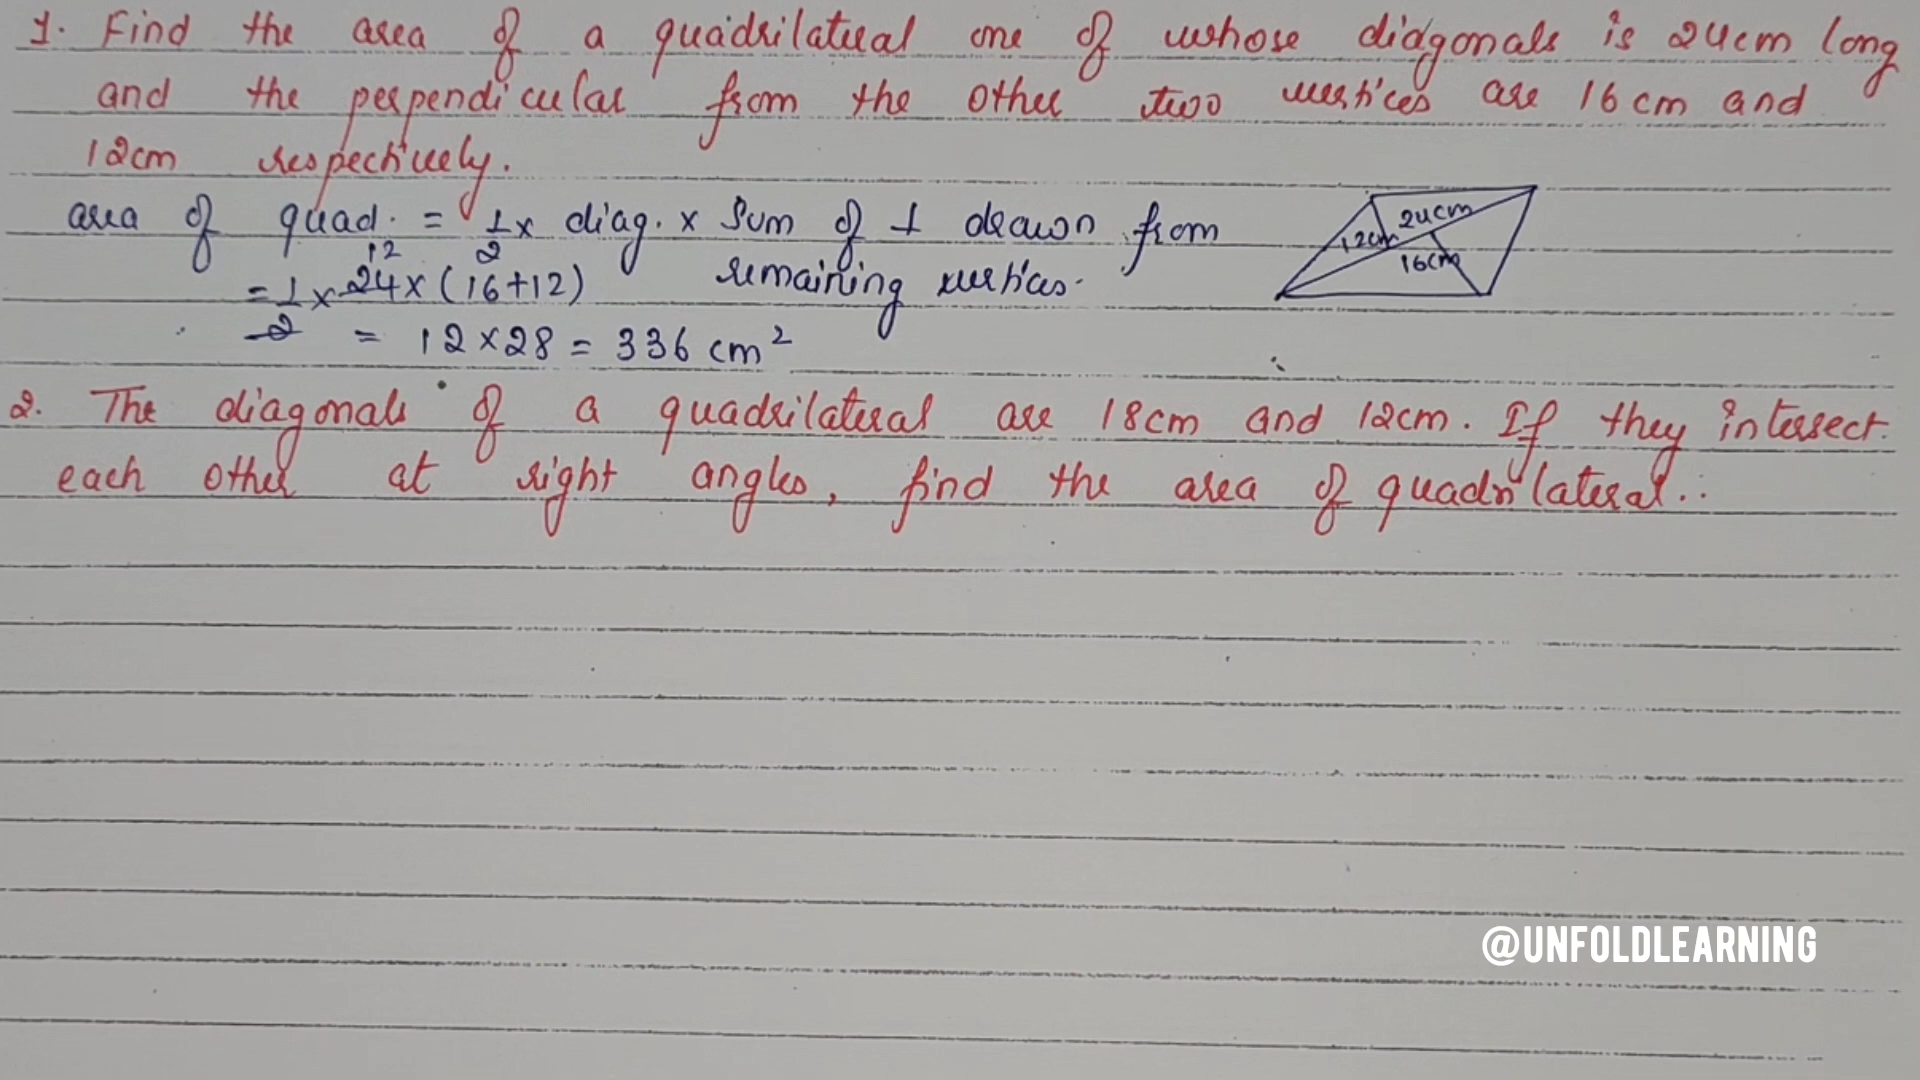 1. Find the area of a quadrilateral one of whose diagonals is 24cm long
and the perpendicular from the other two vertices are 16 cm and
12cm respectively.
area of quad. = 1/2 x diag. x Sum of ⊥ drawn from
remaining vertices.
= 1/2 x 24 x (16+12)
12
= 12 x 28 = 336 cm²
24cm
12cm
16cm
2. The diagonals of a quadrilateral are 18cm and 12cm. If they intersect
each other at right angles, find the area of quadrilateral..
@UNFOLDLEARNING